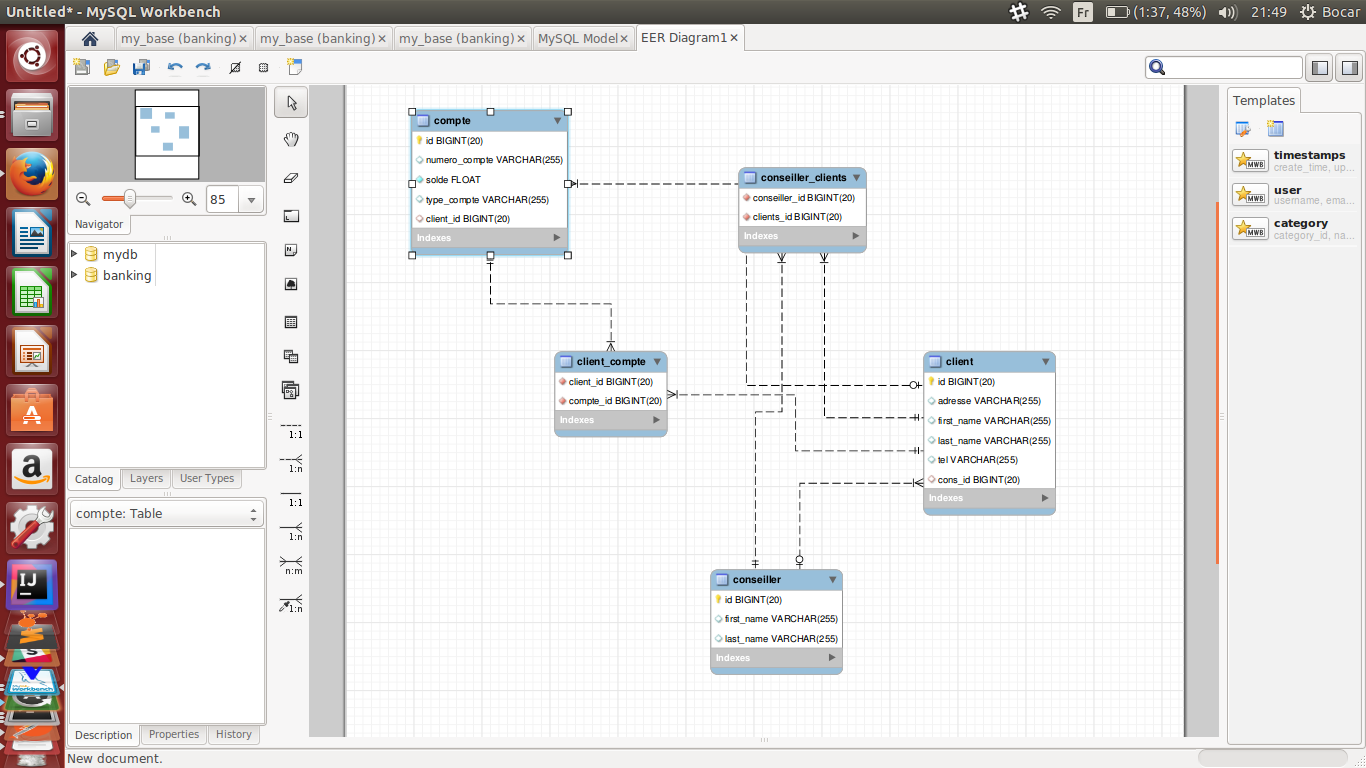 Untitled* - MySQL Workbench
Fr
(1:37, 48%)
21:49
Bocar
my_base (banking)
my_base (banking)
my_base (banking)
MySQL Model
EER Diagram1
85
Navigator
mydb
banking
Catalog
Layers
User Types
compte: Table
Description
Properties
History
New document.
1:1
1:n
1:1
1:n
n:m
1:n
compte
id BIGINT(20)
numero_compte VARCHAR(255)
solde FLOAT
type_compte VARCHAR(255)
client_id BIGINT(20)
Indexes
conseiller_clients
conseiller_id BIGINT(20)
clients_id BIGINT(20)
Indexes
client_compte
client_id BIGINT(20)
compte_id BIGINT(20)
Indexes
client
id BIGINT(20)
adresse VARCHAR(255)
first_name VARCHAR(255)
last_name VARCHAR(255)
tel VARCHAR(255)
cons_id BIGINT(20)
Indexes
conseiller
id BIGINT(20)
first_name VARCHAR(255)
last_name VARCHAR(255)
Indexes
Templates
MWB
timestamps
create_time, up...
MWB
user
username, ema...
MWB
category
category_id, na...